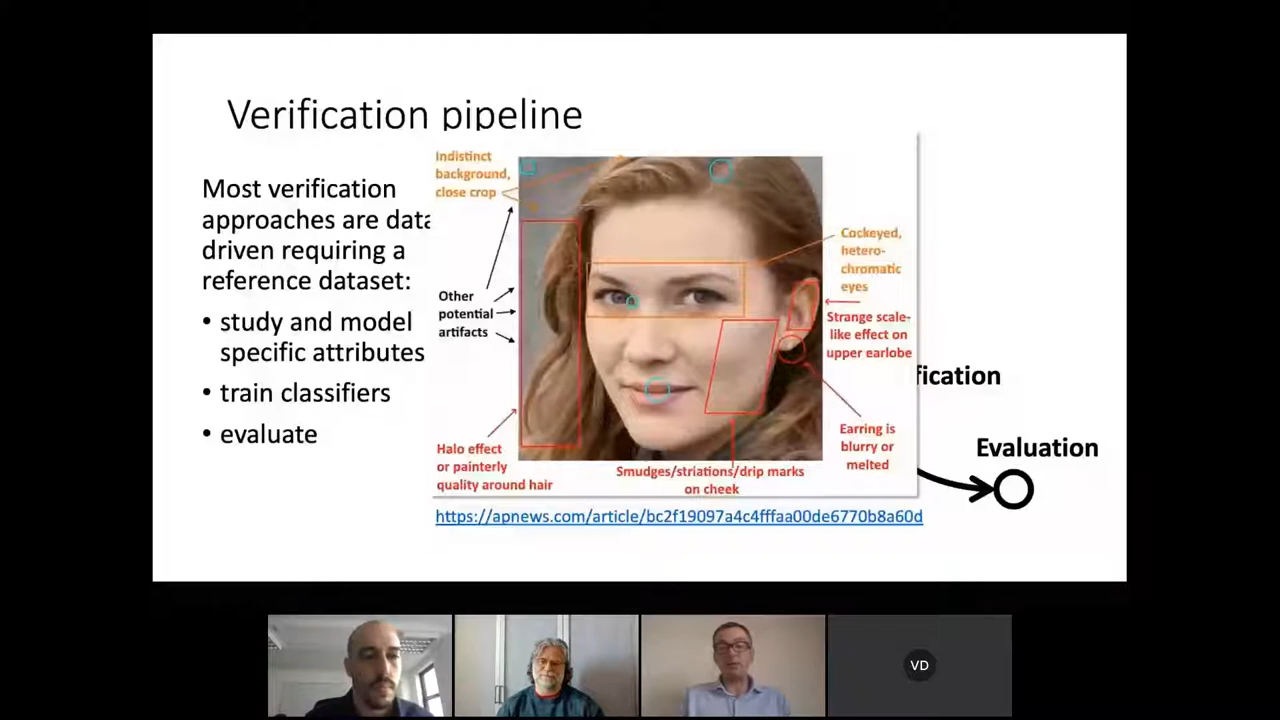 Verification pipeline
Most verification
approaches are data
driven requiring a
reference dataset:
• study and model
specific attributes
• train classifiers
• evaluate
Indistinct
background,
close crop
Other
potential
artifacts
Halo effect
or painterly
quality around hair
Smudges/striations/drip marks
on cheek
Cockeyed,
hetero-
chromatic
eyes
Strange scale-
like effect on
upper earlobe
Earring is
blurry or
melted
https://apnews.com/article/bc2f19097a4c4fffaa00de6770b8a60d
fication
Evaluation
VD